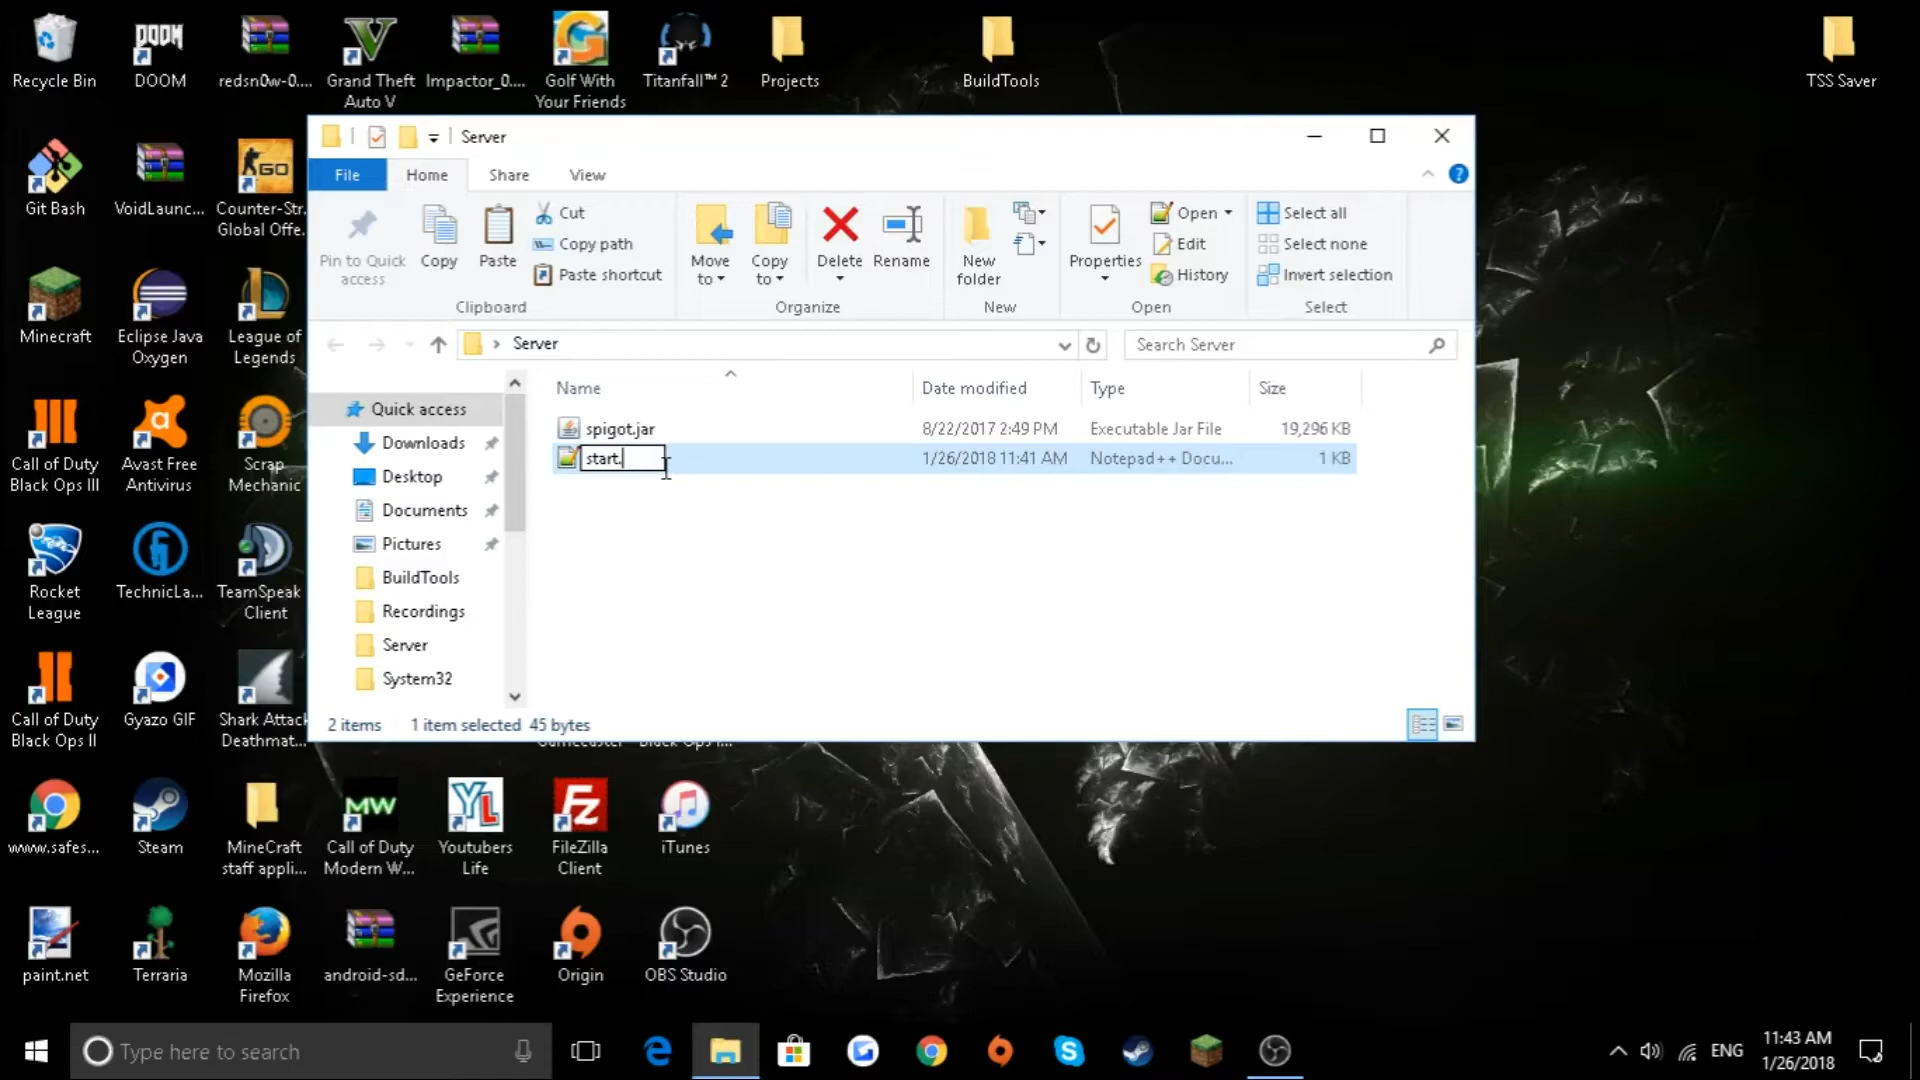 Recycle Bin
DOOM
redsn0w-0....
Grand Theft
Auto V
Impactor_0....
Golf With
Your Friends
Titanfall™ 2
Projects
BuildTools
TSS Saver
Git Bash
VoidLaunc...
Counter-Str.
Global Offe.
Minecraft
Eclipse Java
Oxygen
League of
Legends
Call of Duty
Black Ops III
Avast Free
Antivirus
Scrap
Mechanic
Rocket
League
TechnicLa...
TeamSpeak
Client
Call of Duty
Black Ops II
Gyazo GIF
Shark Attack
Deathmat...
www.safes...
Steam
MineCraft
staff appli...
Call of Duty
Modern W...
Youtubers
Life
FileZilla
Client
iTunes
paint.net
Terraria
Mozilla
Firefox
android-sd...
GeForce
Experience
Origin
OBS Studio
Server
File
Home
Share
View
Pin to Quick
access
Copy
Paste
Cut
Copy path
Paste shortcut
Clipboard
Move
to
Copy
to
Delete
Rename
Organize
New
folder
New
Properties
Open
Edit
History
Open
Select all
Select none
Invert selection
Select
Server
Search Server
Name
Date modified
Type
Size
spigot.jar
8/22/2017 2:49 PM
Executable Jar File
19,296 KB
start.
1/26/2018 11:41 AM
Notepad++ Docu...
1 KB
Quick access
Downloads
Desktop
Documents
Pictures
BuildTools
Recordings
Server
System32
2 items
1 item selected 45 bytes
Type here to search
ENG
11:43 AM
1/26/2018